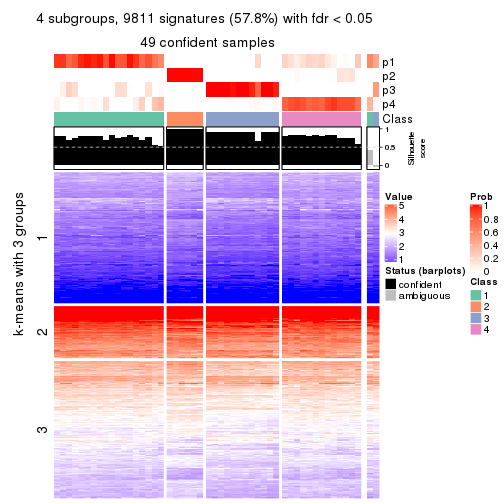 4 subgroups, 9811 signatures (57.8%) with fdr < 0.05
49 confident samples
p1
p2
p3
p4
Class
1
0.5
0
Silhouette
score
k-means with 3 groups
1
2
3
Value
5
4
3
2
1
Status (barplots)
confident
ambiguous
Prob
1
0.8
0.6
0.4
0.2
0
Class
1
2
3
4